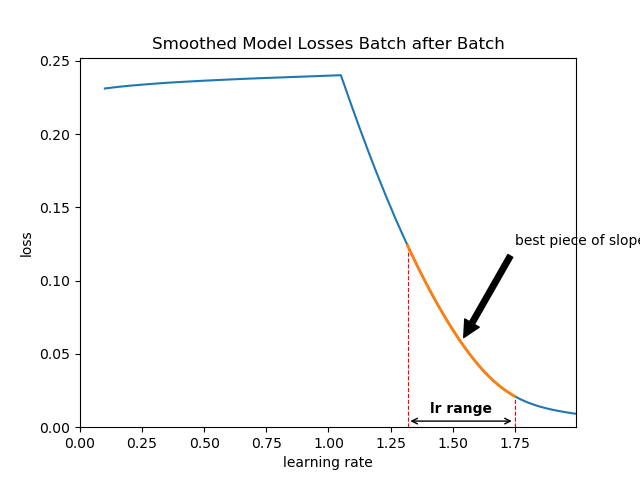 Smoothed Model Losses Batch after Batch
0.25
0.20
0.15
0.10
0.05
0.00
loss
best piece of slope
lr range
0.00 0.25 0.50 0.75 1.00 1.25 1.50 1.75
learning rate